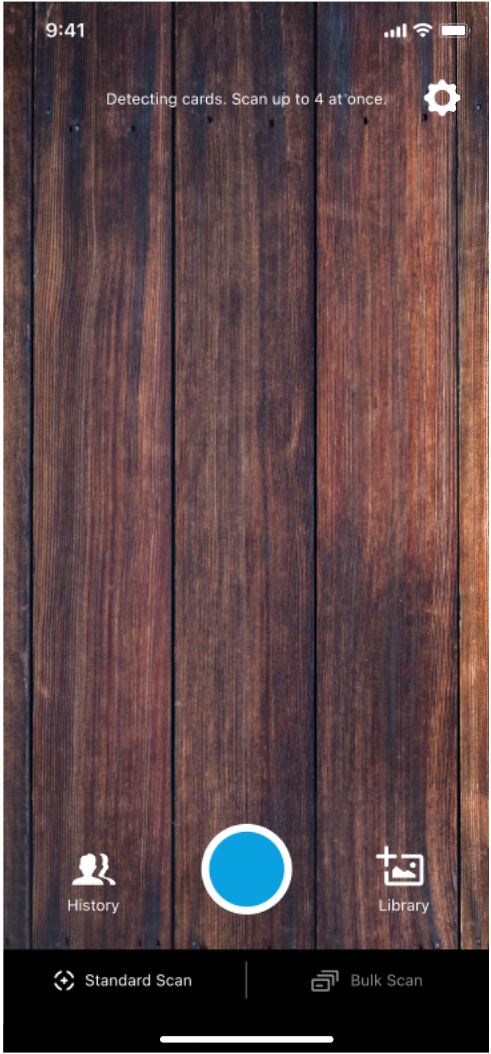 9:41
Detecting cards. Scan up to 4 at once.
History
Library
Standard Scan
Bulk Scan